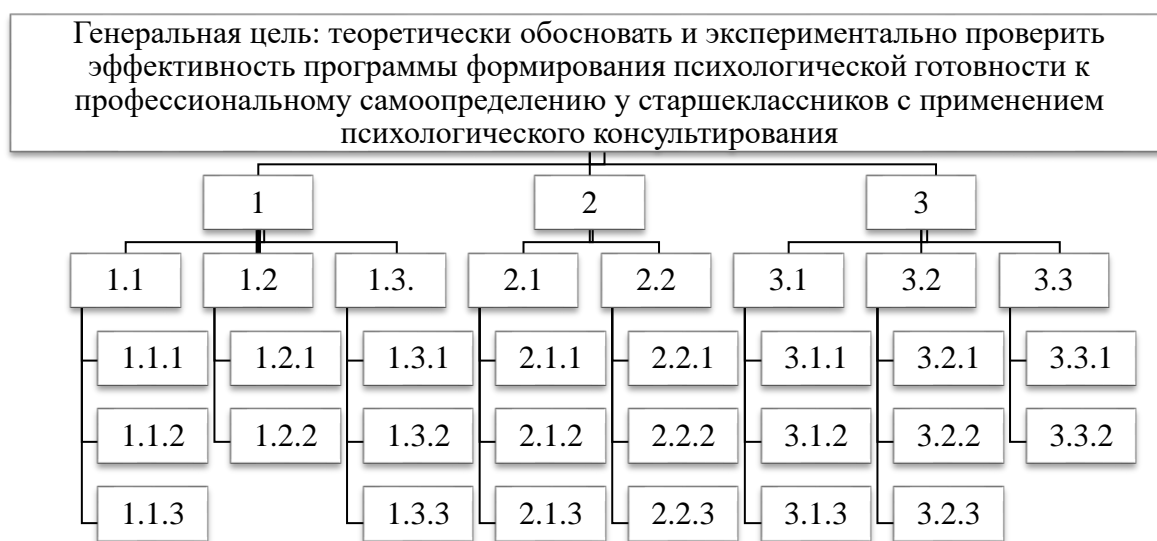 Генеральная цель: теоретически обосновать и экспериментально проверить
эффективность программы формирования психологической готовности к
профессиональному самоопределению у старшеклассников с применением
психологического консультирования
1 2 3
1.1 1.2 1.3. 2.1 2.2 3.1 3.2 3.3
1.1.1 1.2.1 1.3.1 2.1.1 2.2.1 3.1.1 3.2.1 3.3.1
1.1.2 1.2.2 1.3.2 2.1.2 2.2.2 3.1.2 3.2.2 3.3.2
1.1.3 1.3.3 2.1.3 2.2.3 3.1.3 3.2.3